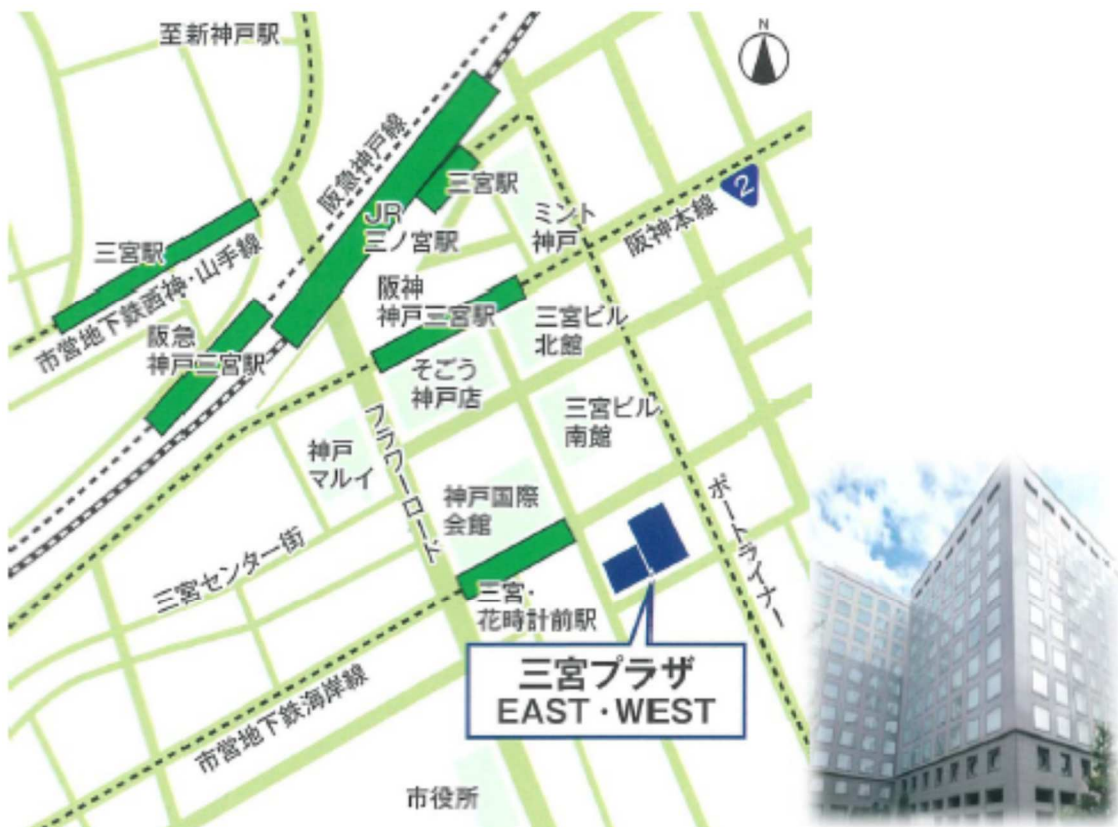 至新神戸駅
N
阪急神戸線
三宮駅
2
JR
三ノ宮駅
ミント
神戸
阪神本線
三宮駅
市営地下鉄西神・山手線
阪神
神戸三宮駅
三宮ビル
北館
阪急
神戸三宮駅
そごう
神戸店
三宮ビル
南館
神戸
マルイ
フラワーロード
ポートライナー
神戸国際
会館
三宮センター街
三宮・
花時計前駅
三宮プラザ
EAST・WEST
市営地下鉄海岸線
市役所